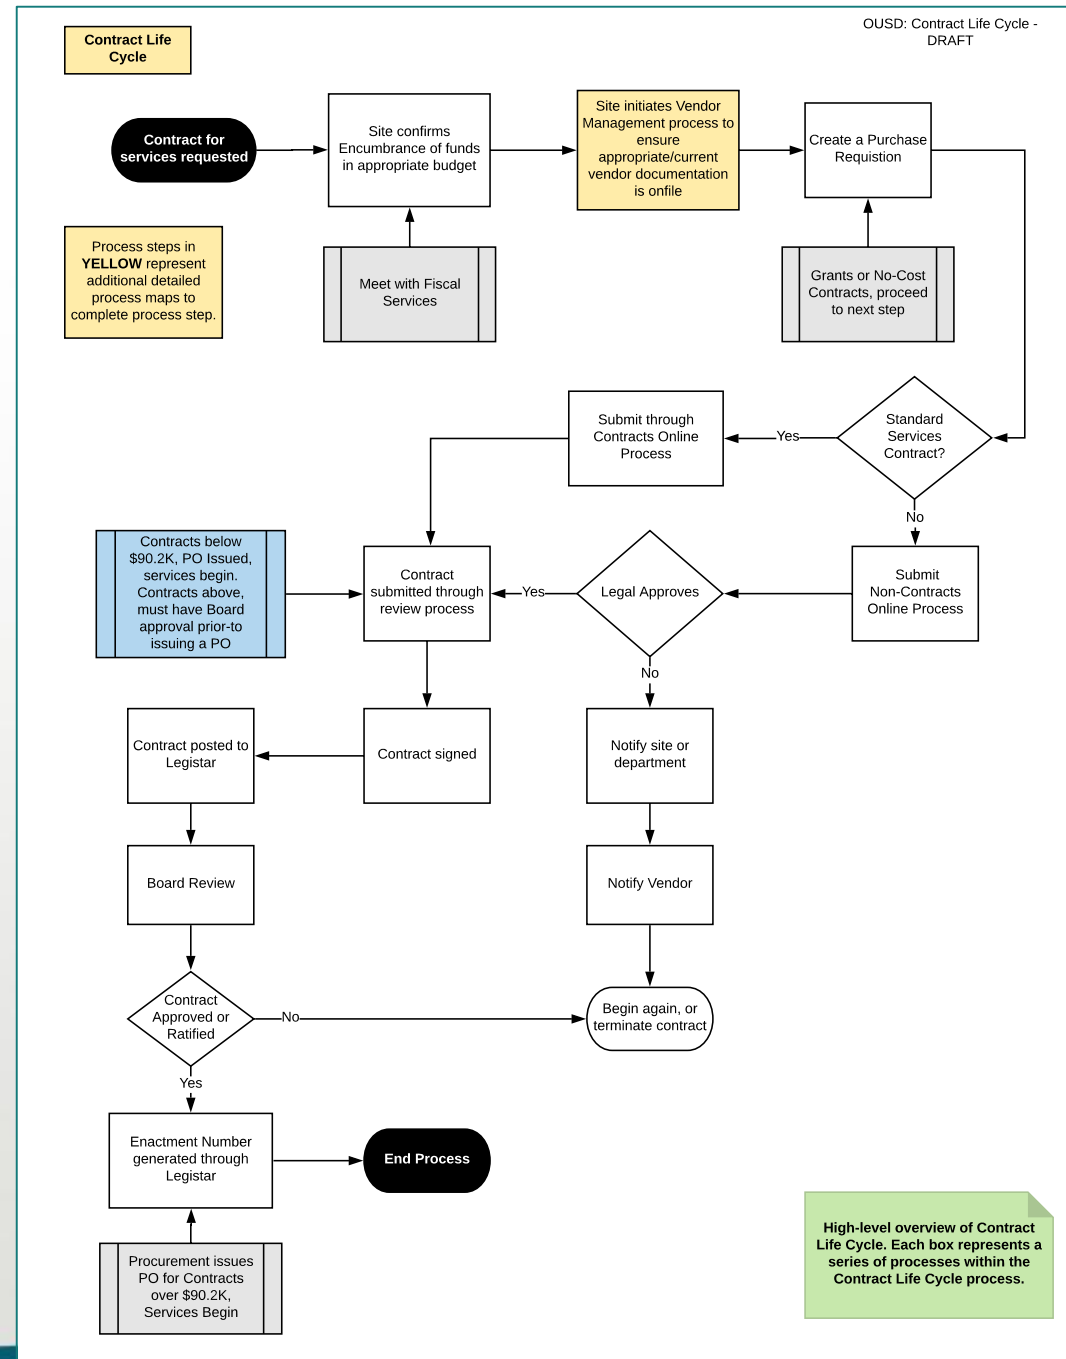 OUSD: Contract Life Cycle -
DRAFT
Contract Life
Cycle
Contract for
services requested
Site confirms
Encumbrance of funds
in appropriate budget
Site initiates Vendor
Management process to
ensure
appropriate/current
vendor documentation
is onfile
Create a Purchase
Requistion
Process steps in
YELLOW represent
additional detailed
process maps to
complete process step.
Meet with Fiscal
Services
Grants or No-Cost
Contracts, proceed
to next step
Standard
Services
Contract?
Yes
Submit through
Contracts Online
Process
No
Submit
Non-Contracts
Online Process
Legal Approves
Yes
Contract
submitted through
review process
Contracts below
$90.2K, PO Issued,
services begin.
Contracts above,
must have Board
approval prior-to
issuing a PO
No
Contract posted to
Legistar
Contract signed
Notify site or
department
Board Review
Notify Vendor
Contract
Approved or
Ratified
No
Begin again, or
terminate contract
Yes
Enactment Number
generated through
Legistar
End Process
Procurement issues
PO for Contracts
over $90.2K,
Services Begin
High-level overview of Contract
Life Cycle. Each box represents a
series of processes within the
Contract Life Cycle process.